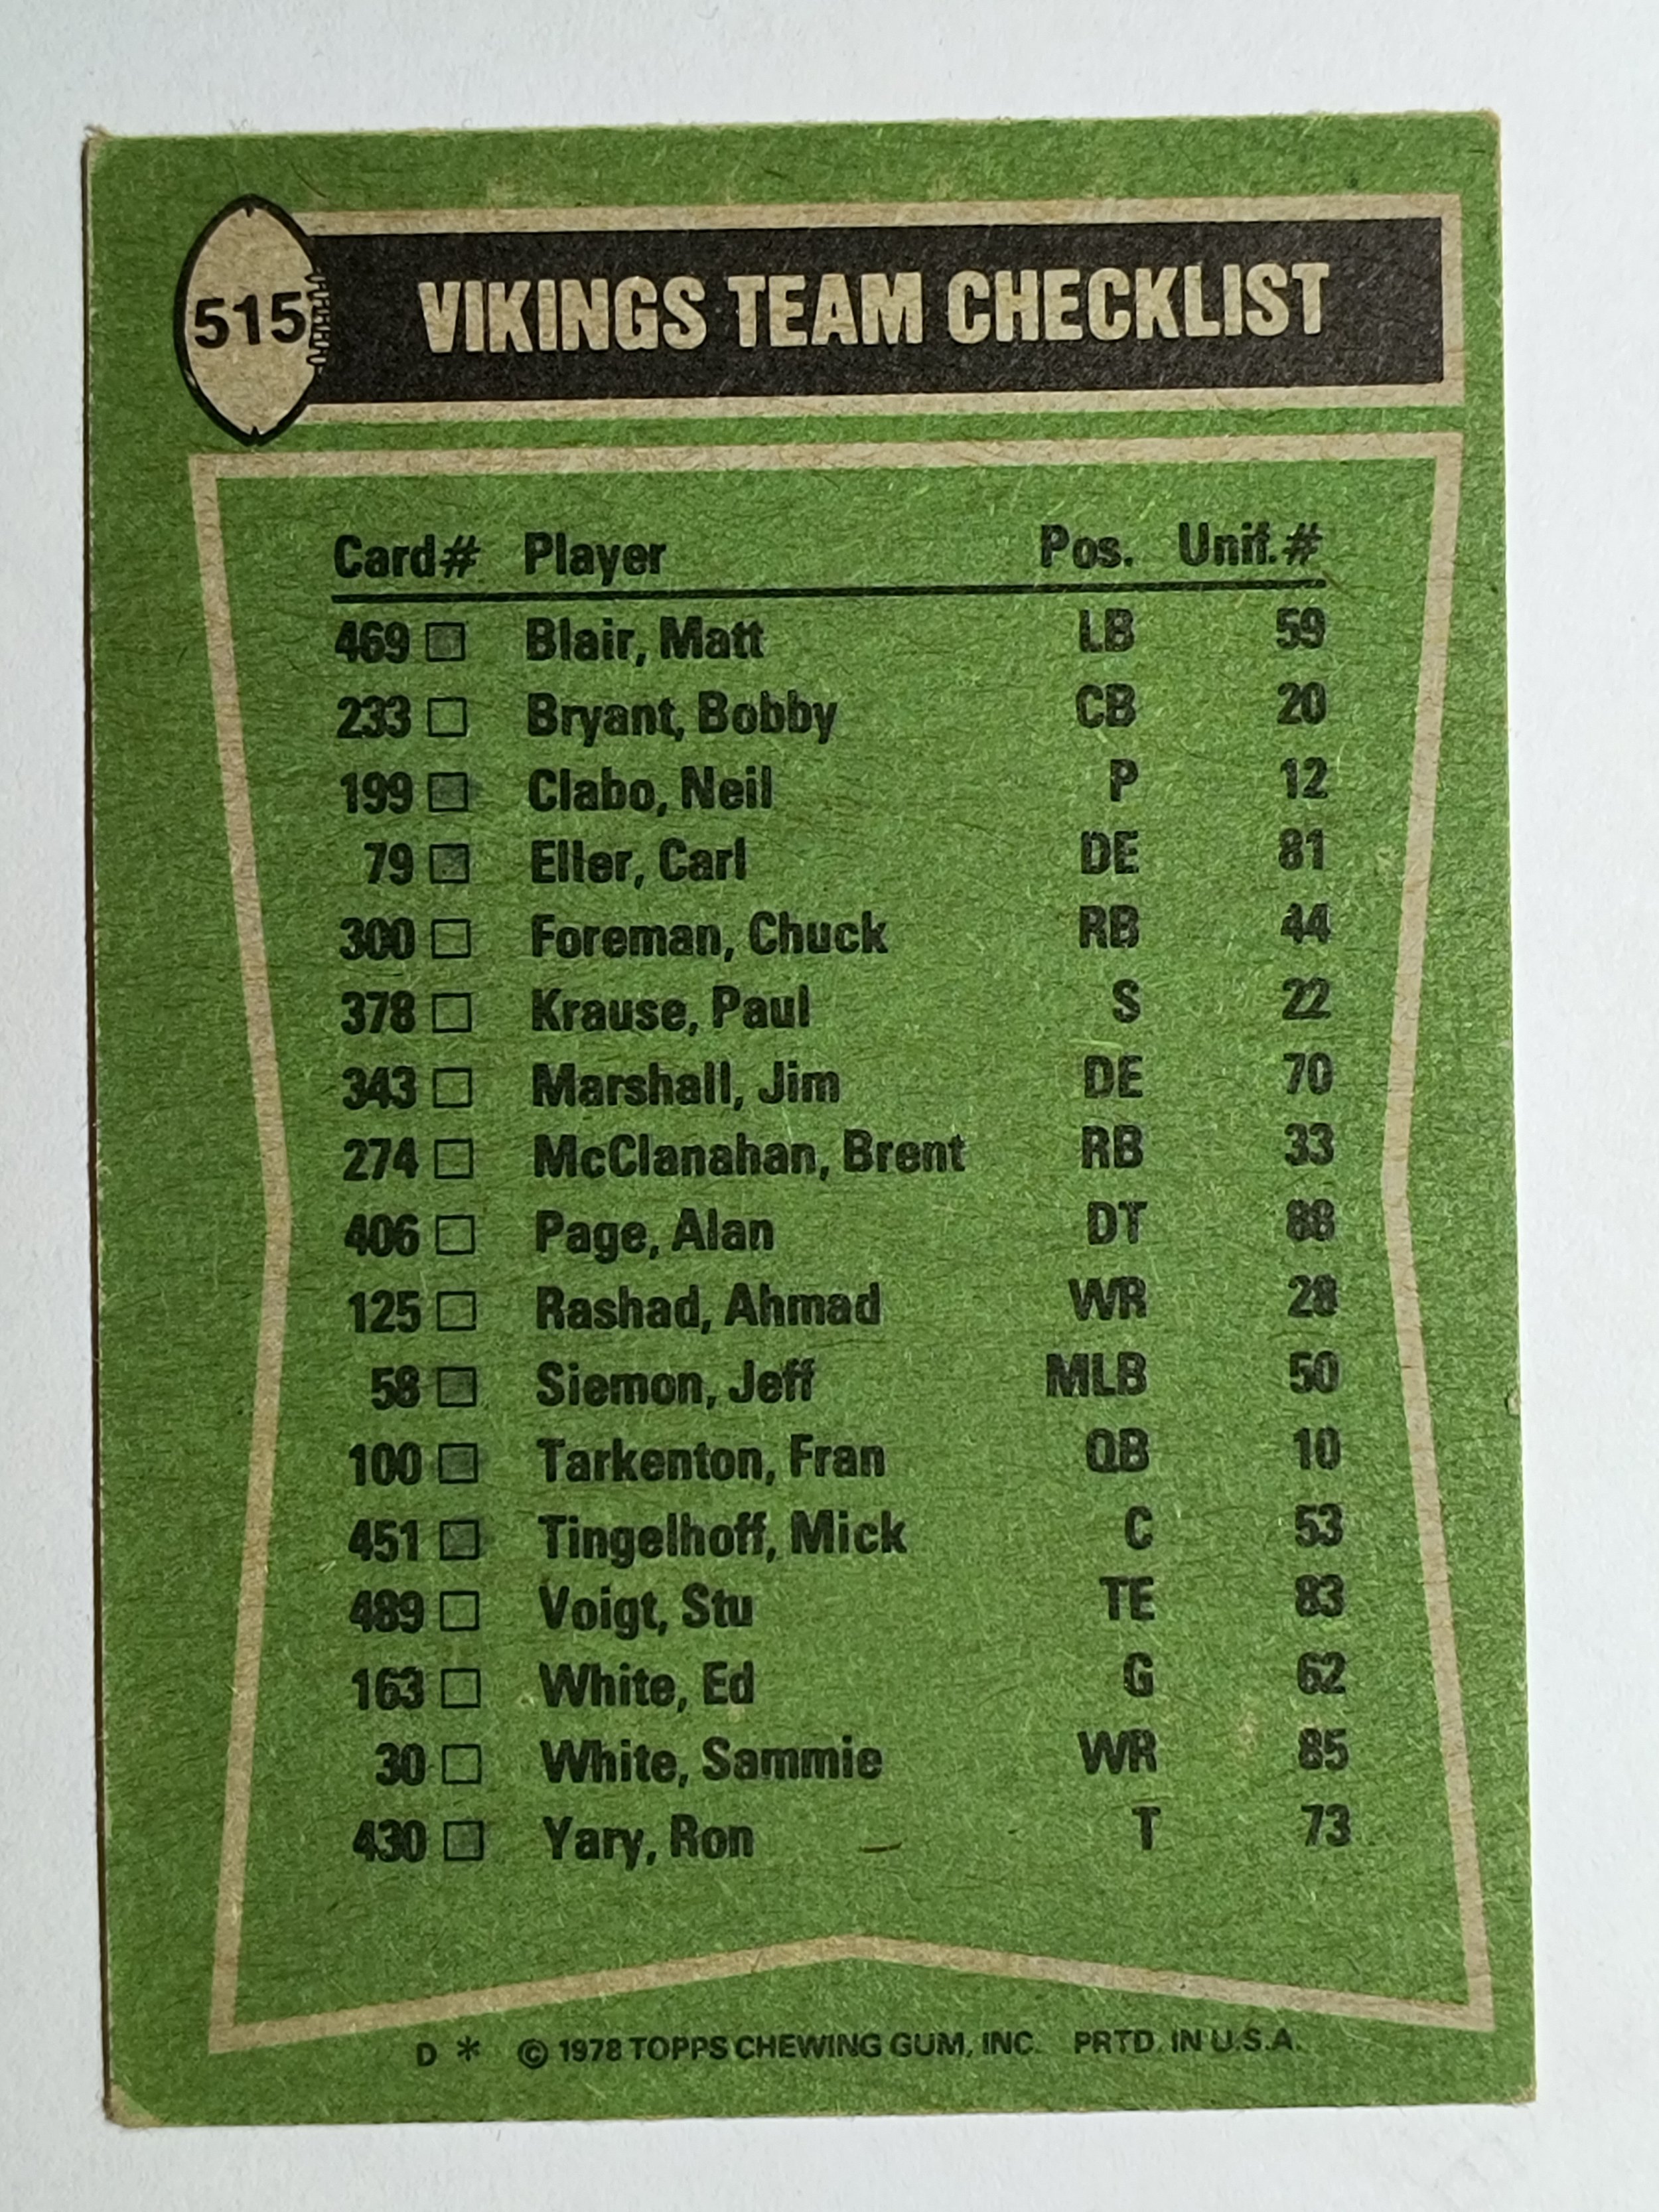 515 VIKINGS TEAM CHECKLIST
Card# Player Pos. Unif.#
469 Blair, Matt LB 59
233 Bryant, Bobby CB 20
199 Clabo, Neil P 12
79 Eller, Carl DE 81
300 Foreman, Chuck RB 44
378 Krause, Paul S 22
343 Marshall, Jim DE 70
274 McClanahan, Brent RB 33
406 Page, Alan DT 88
125 Rashad, Ahmad WR 28
58 Siemon, Jeff MLB 50
100 Tarkenton, Fran QB 10
451 Tingelhoff, Mick C 53
489 Voigt, Stu TE 83
163 White, Ed G 62
30 White, Sammie WR 85
430 Yary, Ron T 73
D * © 1978 TOPPS CHEWING GUM, INC. PRTD. IN U.S.A.